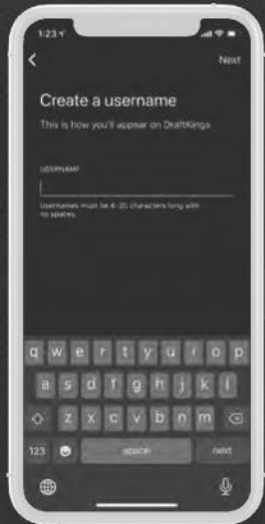 1:23
Next
Create a username
This is how you'll appear on DraftKings
USERNAME
Usernames must be 4-20 characters long with
no spaces.
q w e r t y u i o p
a s d f g h j k l
z x c v b n m
123 space next